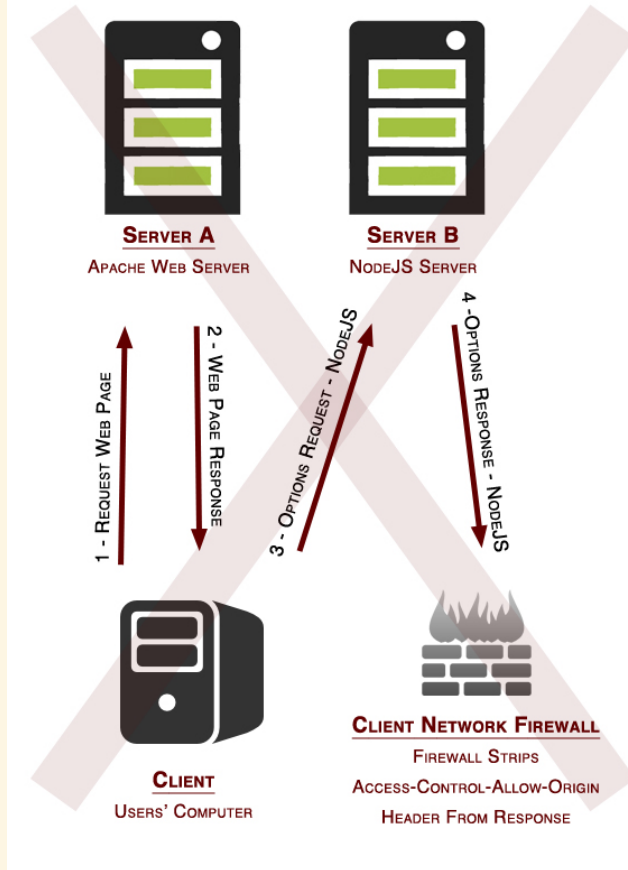 Server A
Apache Web Server
Server B
NodeJS Server
1 - Request Web Page
2 - Web Page Response
3 - Options Request - NodeJS
4 -Options Response - NodeJS
Client
Users' Computer
Client Network Firewall
Firewall Strips
Access-Control-Allow-Origin
Header From Response